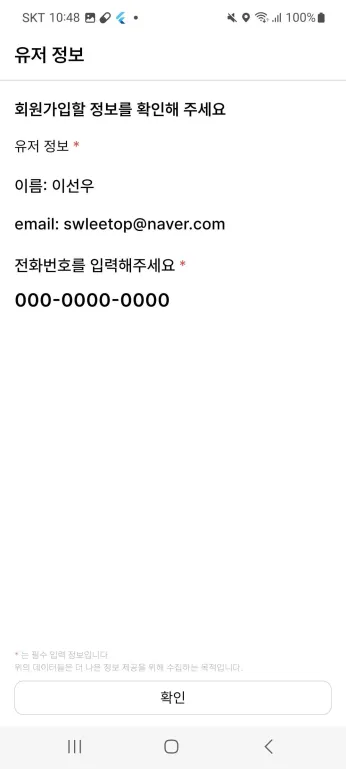 SKT 10:48
100%
유저 정보
회원가입할 정보를 확인해 주세요
유저 정보 *
이름: 이선우
email: swleetop@naver.com
전화번호를 입력해주세요 *
000-0000-0000
* 는 필수 입력 정보입니다
위의 데이터들은 더 나은 정보 제공을 위해 수집하는 목적입니다.
확인